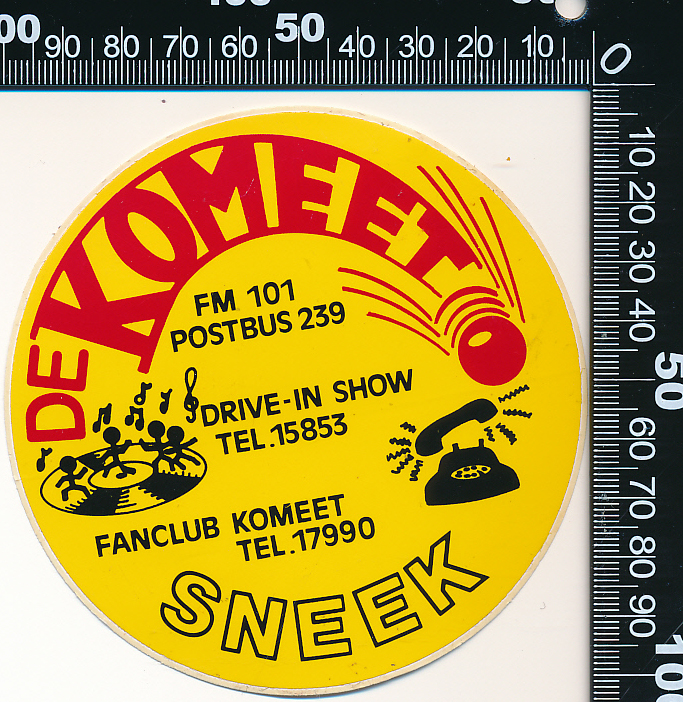 100 90 80 70 60 50 40 30 20 10 0
10 20 30 40 50 60 70 80 90 100
DE KOMEET
FM 101
POSTBUS 239
DRIVE-IN SHOW
TEL.15853
FANCLUB KOMEET
TEL.17990
SNEEK